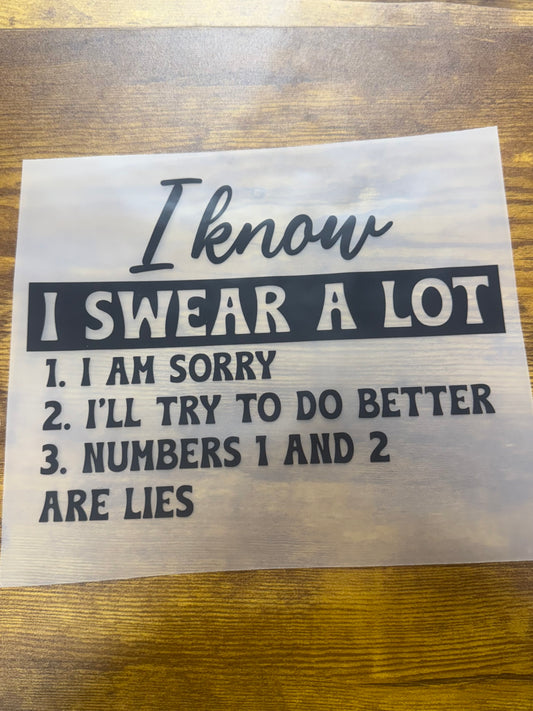 I know
I SWEAR A LOT
1. I AM SORRY
2. I'LL TRY TO DO BETTER
3. NUMBERS 1 AND 2
ARE LIES